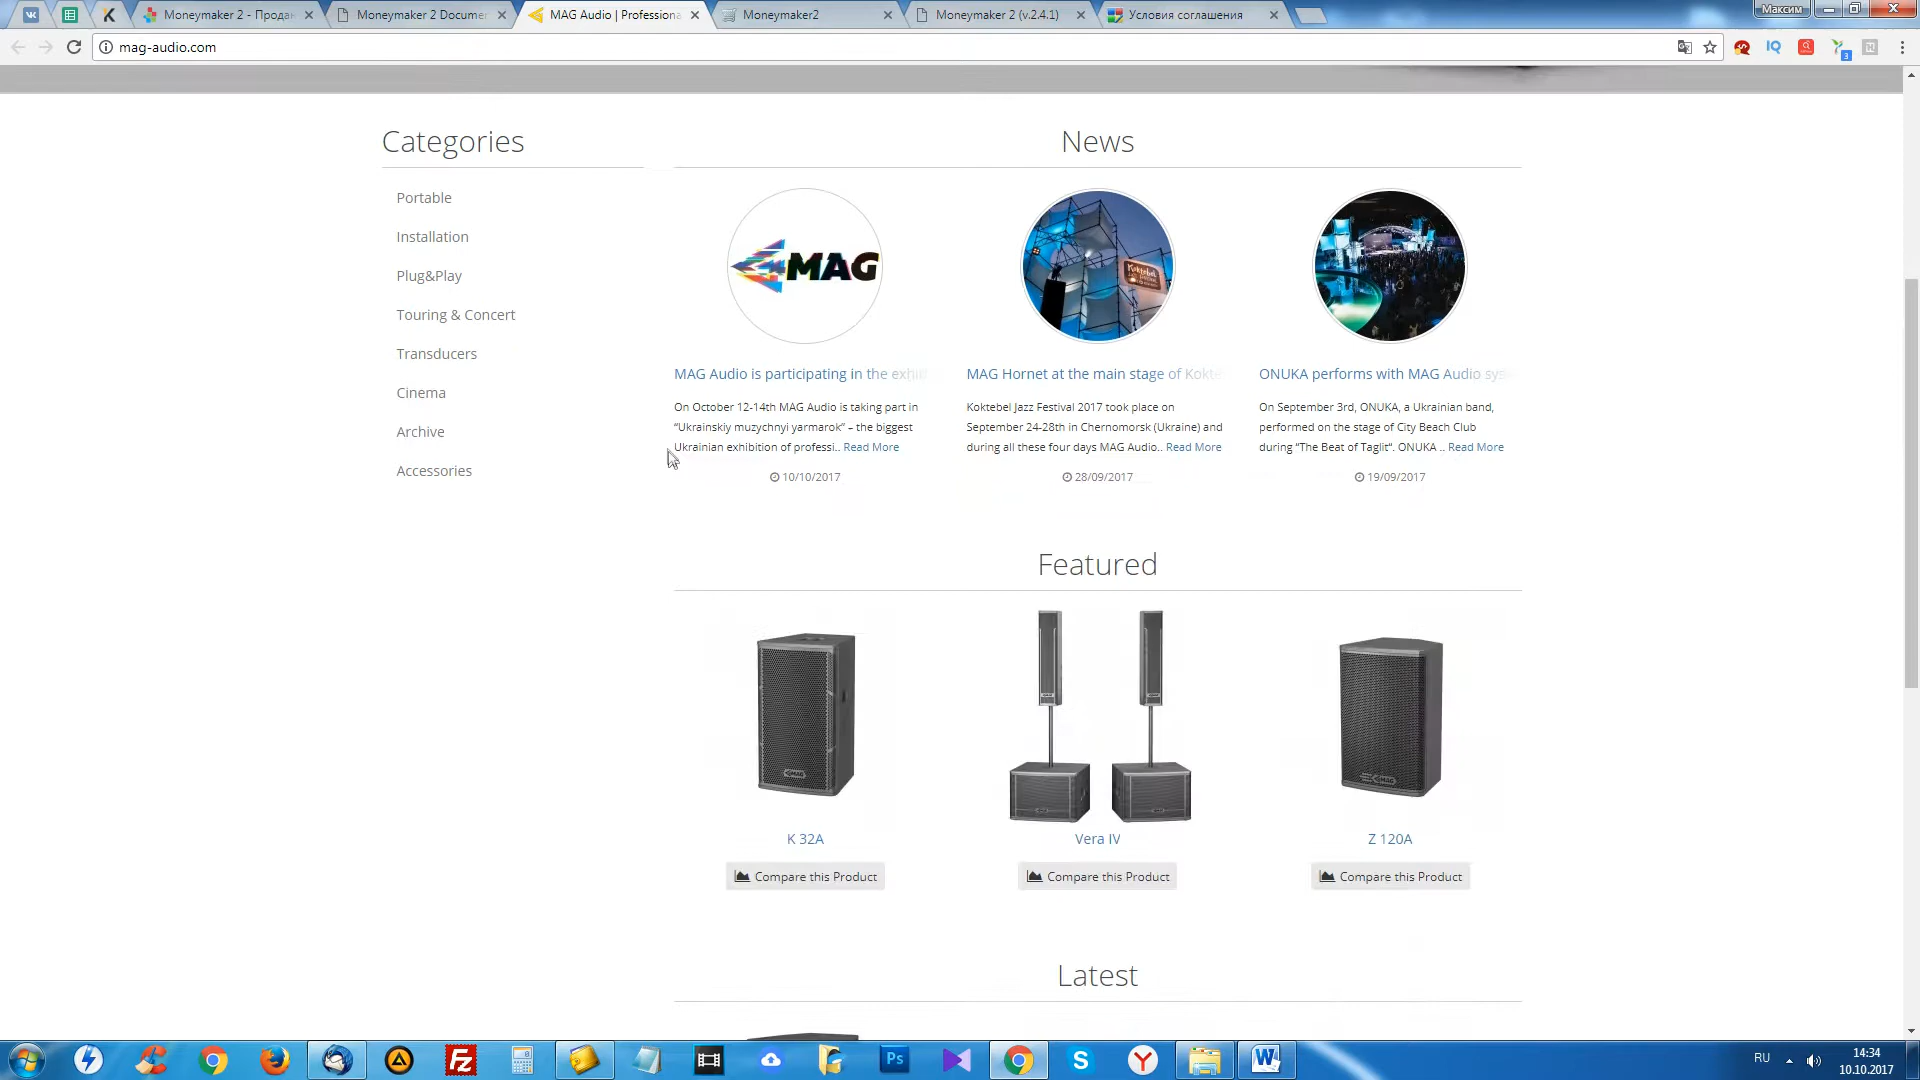 Moneymaker 2 - Продан
Moneymaker 2 Documen
MAG Audio | Professiona
Moneymaker2
Moneymaker 2 (v.2.4.1)
Условия соглашения
Максим
mag-audio.com
IQ
3
Categories
Portable
Installation
Plug&Play
Touring & Concert
Transducers
Cinema
Archive
Accessories
News
MAG
Koktebel
MAG Audio is participating in the exhib
On October 12-14th MAG Audio is taking part in
“Ukrainskiy muzychnyi yarmarok” – the biggest
Ukrainian exhibition of professi.. Read More
10/10/2017
MAG Hornet at the main stage of Kokte
Koktebel Jazz Festival 2017 took place on
September 24-28th in Chernomorsk (Ukraine) and
during all these four days MAG Audio.. Read More
28/09/2017
ONUKA performs with MAG Audio sys
On September 3rd, ONUKA, a Ukrainian band,
performed on the stage of City Beach Club
during “The Beat of Taglit“. ONUKA .. Read More
19/09/2017
Featured
K 32A
Compare this Product
Vera IV
Compare this Product
Z 120A
Compare this Product
Latest
RU
14:34
10.10.2017